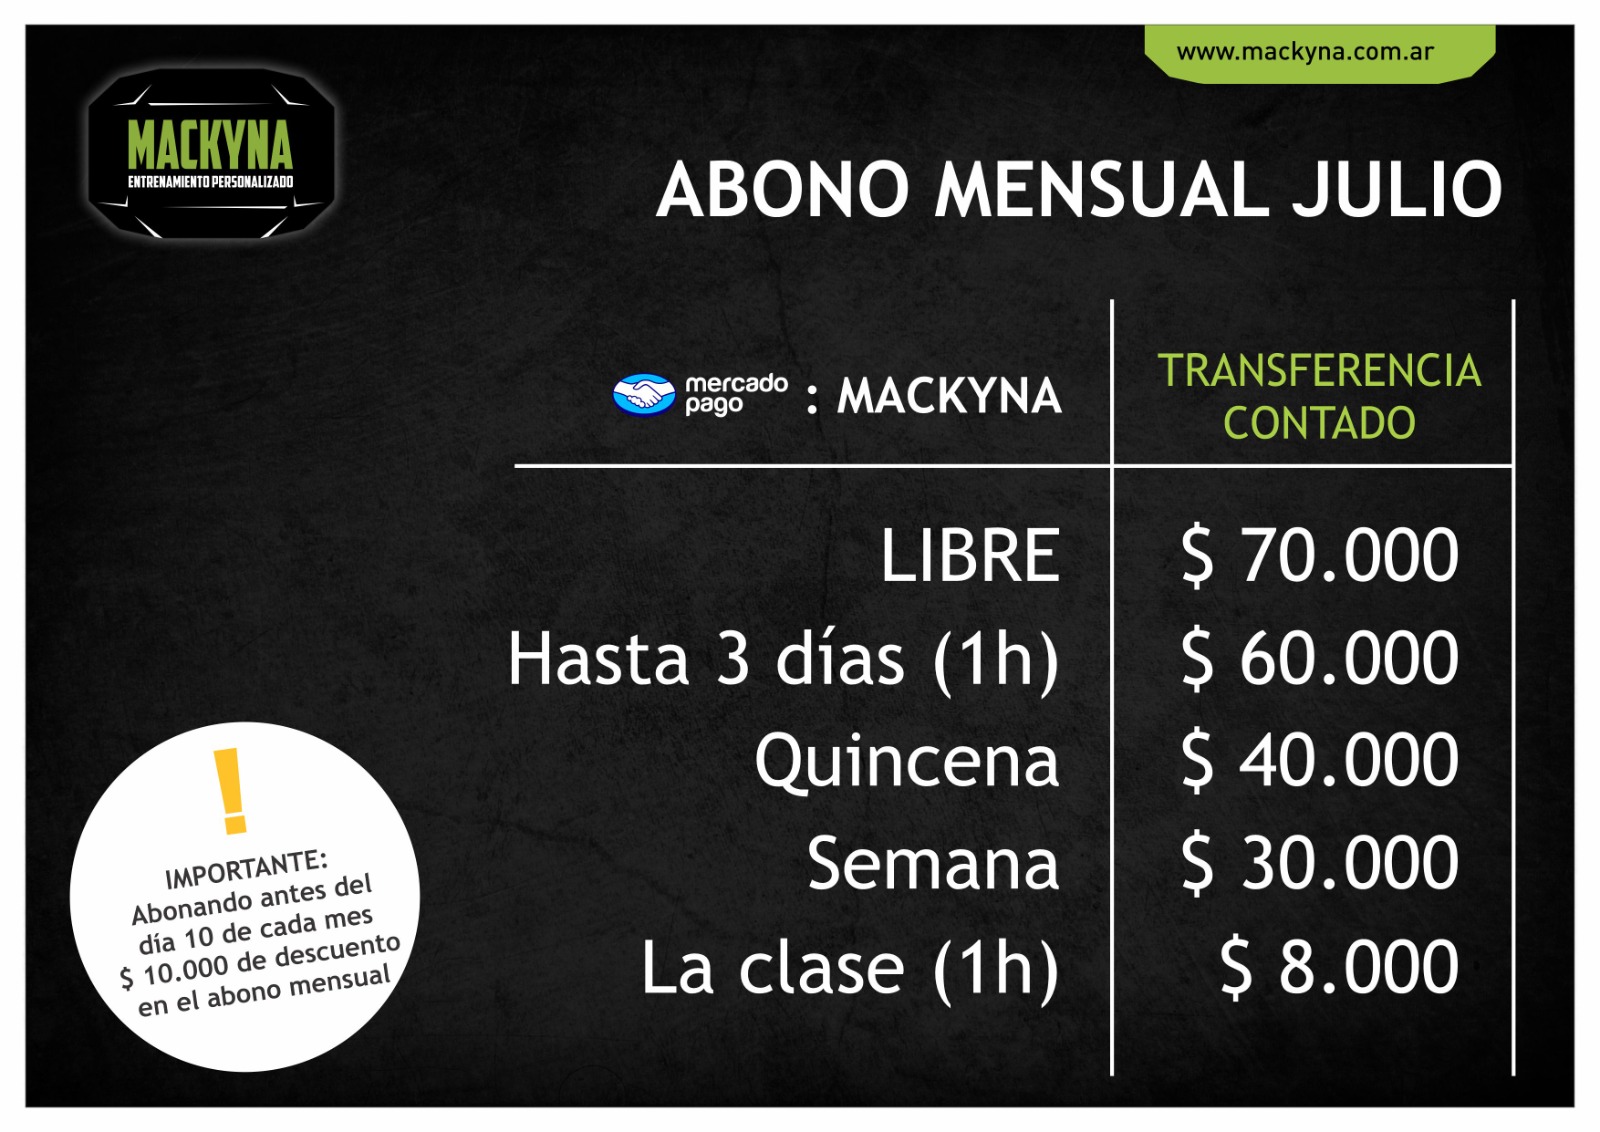 www.mackyna.com.ar
MACKYNA
ENTRENAMIENTO PERSONALIZADO
ABONO MENSUAL JULIO
mercado
pago : MACKYNA
TRANSFERENCIA
CONTADO
LIBRE $ 70.000
Hasta 3 días (1h) $ 60.000
Quincena $ 40.000
Semana $ 30.000
La clase (1h) $ 8.000
!
IMPORTANTE:
Abonando antes del
día 10 de cada mes
$ 10.000 de descuento
en el abono mensual